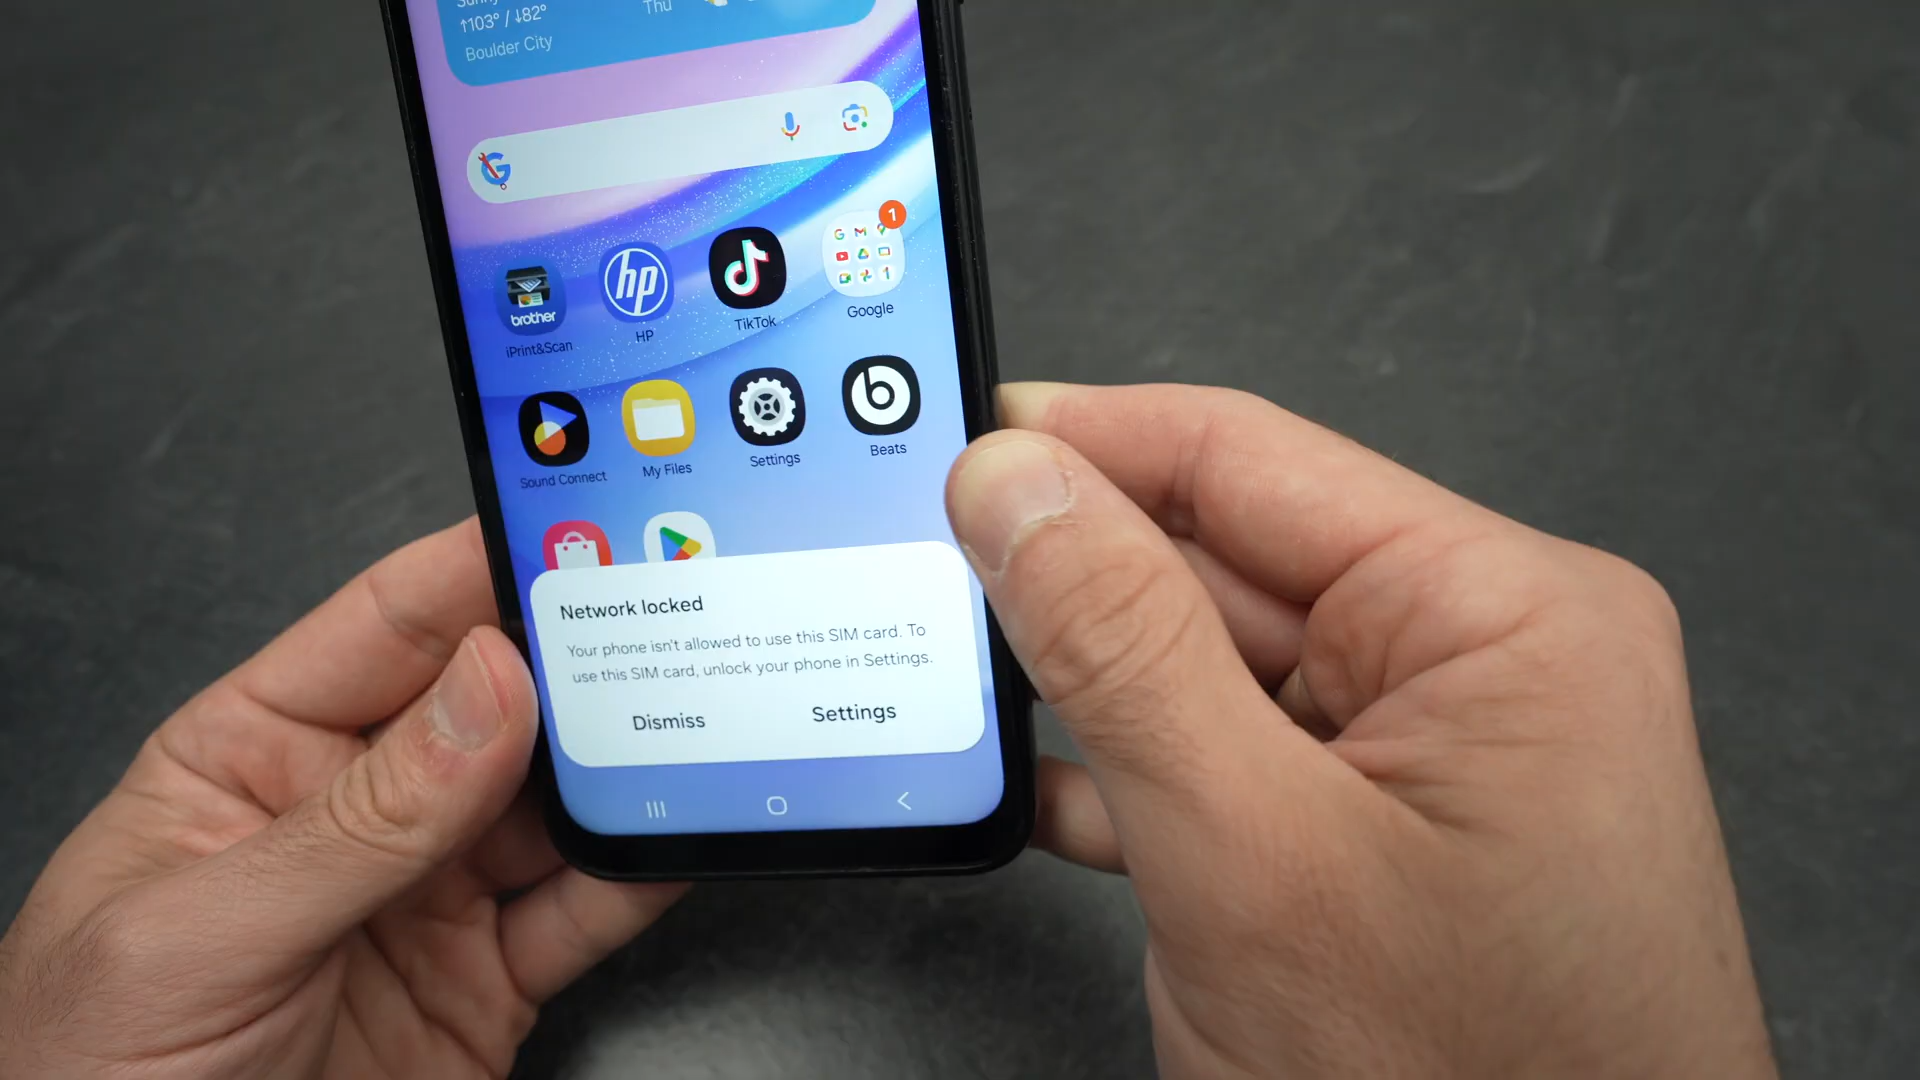 ↑103° / ↓82°
Thu
Boulder City
1
brother
hp
iPrint&Scan
HP
TikTok
Google
Sound Connect
My Files
Settings
Beats
Network locked
Your phone isn't allowed to use this SIM card. To
use this SIM card, unlock your phone in Settings.
Dismiss
Settings